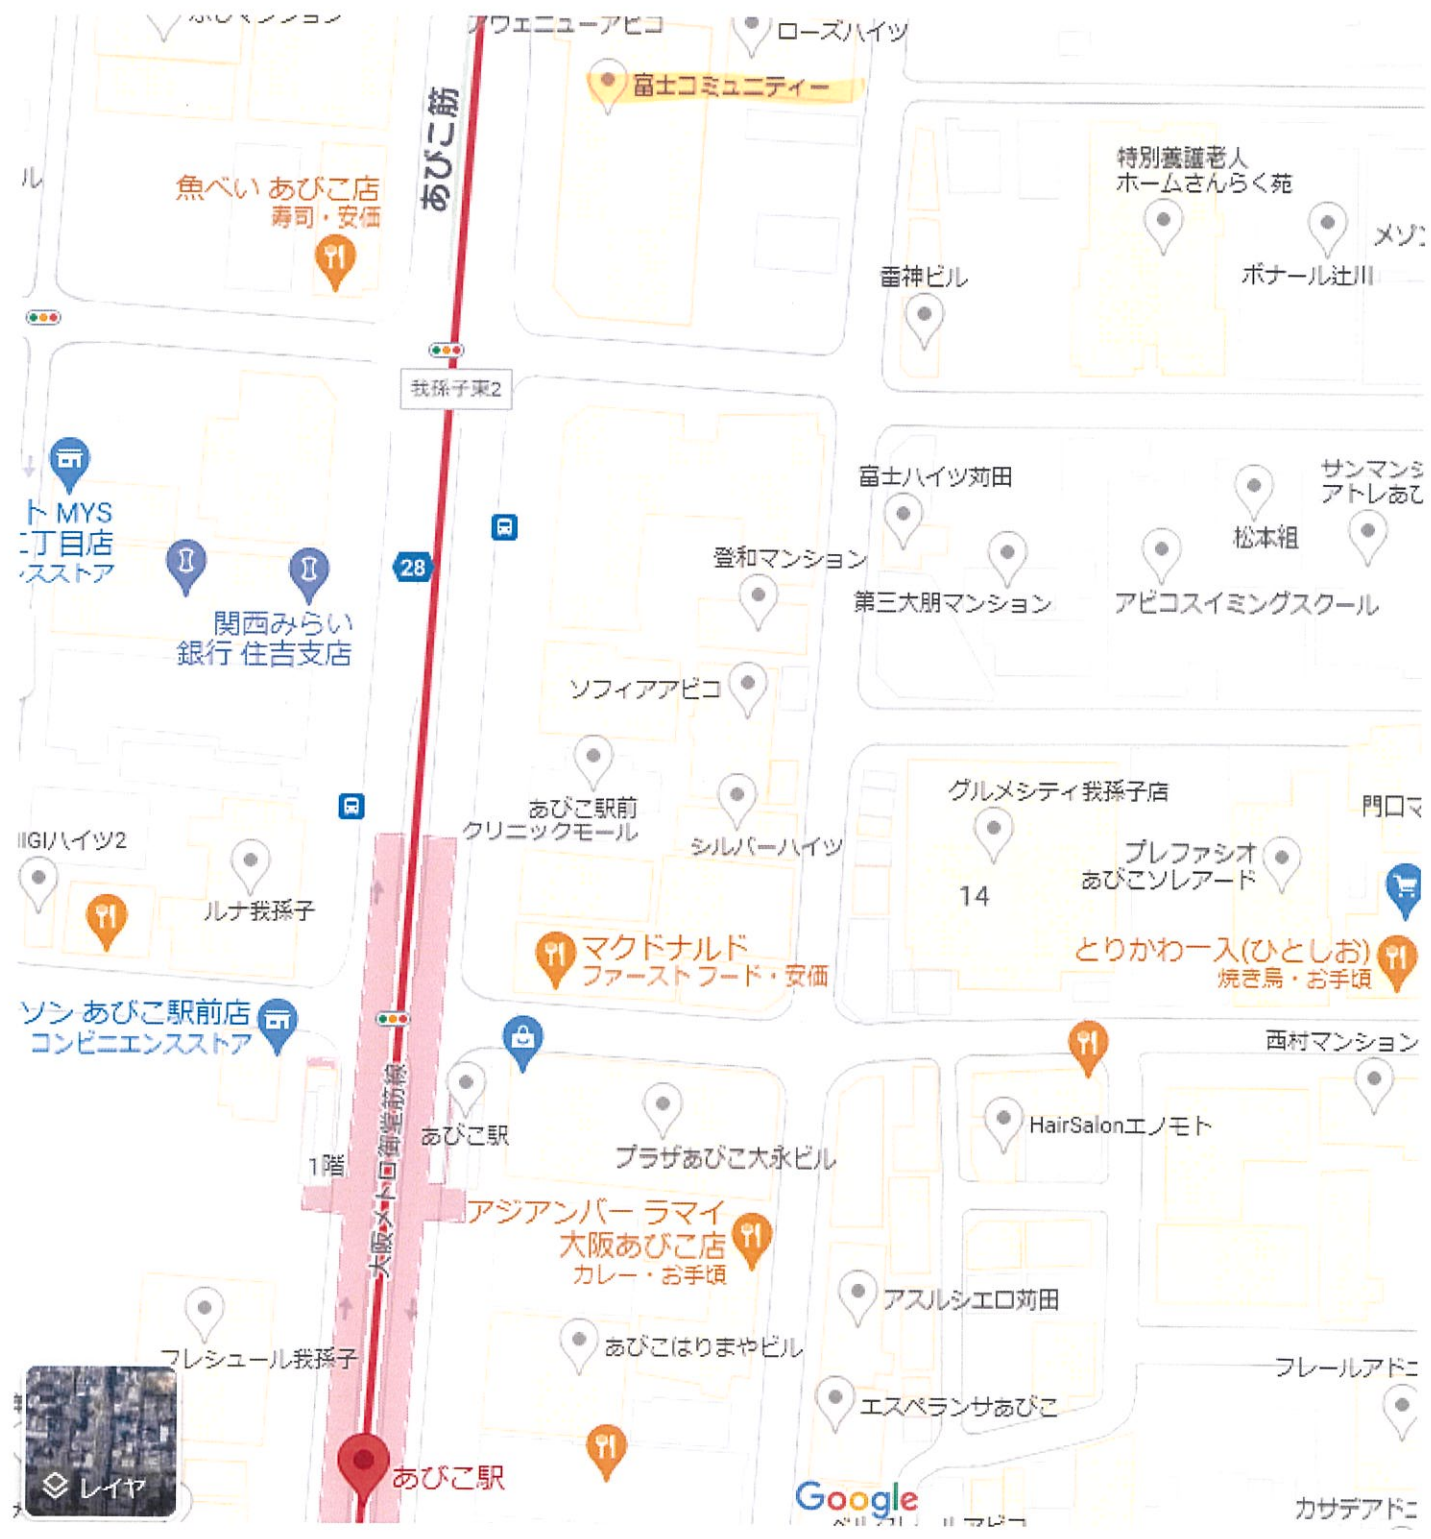 アヴェニューアビコ
ローズハイツ
富士コミュニティー
あびこ筋
特別養護老人
ホームさんらく苑
魚べい あびこ店
寿司・安価
ル
雷神ビル
ボナール辻川
我孫子東2
富士ハイツ苅田
松本組
ト MYS
二丁目店
ンスストア
28
登和マンション
第三大朋マンション
アビコスイミングスクール
関西みらい
銀行 住吉支店
ソフィアアビコ
あびこ駅前
クリニックモール
シルバーハイツ
グルメシティ我孫子店
14
プレファシオ
あびこソレアード
門口マ
IGIハイツ2
ルナ我孫子
マクドナルド
ファースト フード・安価
とりかわ一入(ひとしお)
焼き鳥・お手頃
ソン あびこ駅前店
コンビニエンスストア
西村マンション
大阪メトロ御堂筋線
あびこ駅
1階
プラザあびこ大永ビル
HairSalonエノモト
アジアンバー ラマイ
大阪あびこ店
カレー・お手頃
アスルシエロ苅田
フレシュール我孫子
あびこはりまやビル
エスペランサあびこ
フレールアドニ
レイヤ
あびこ駅
Google
カサデアドニ